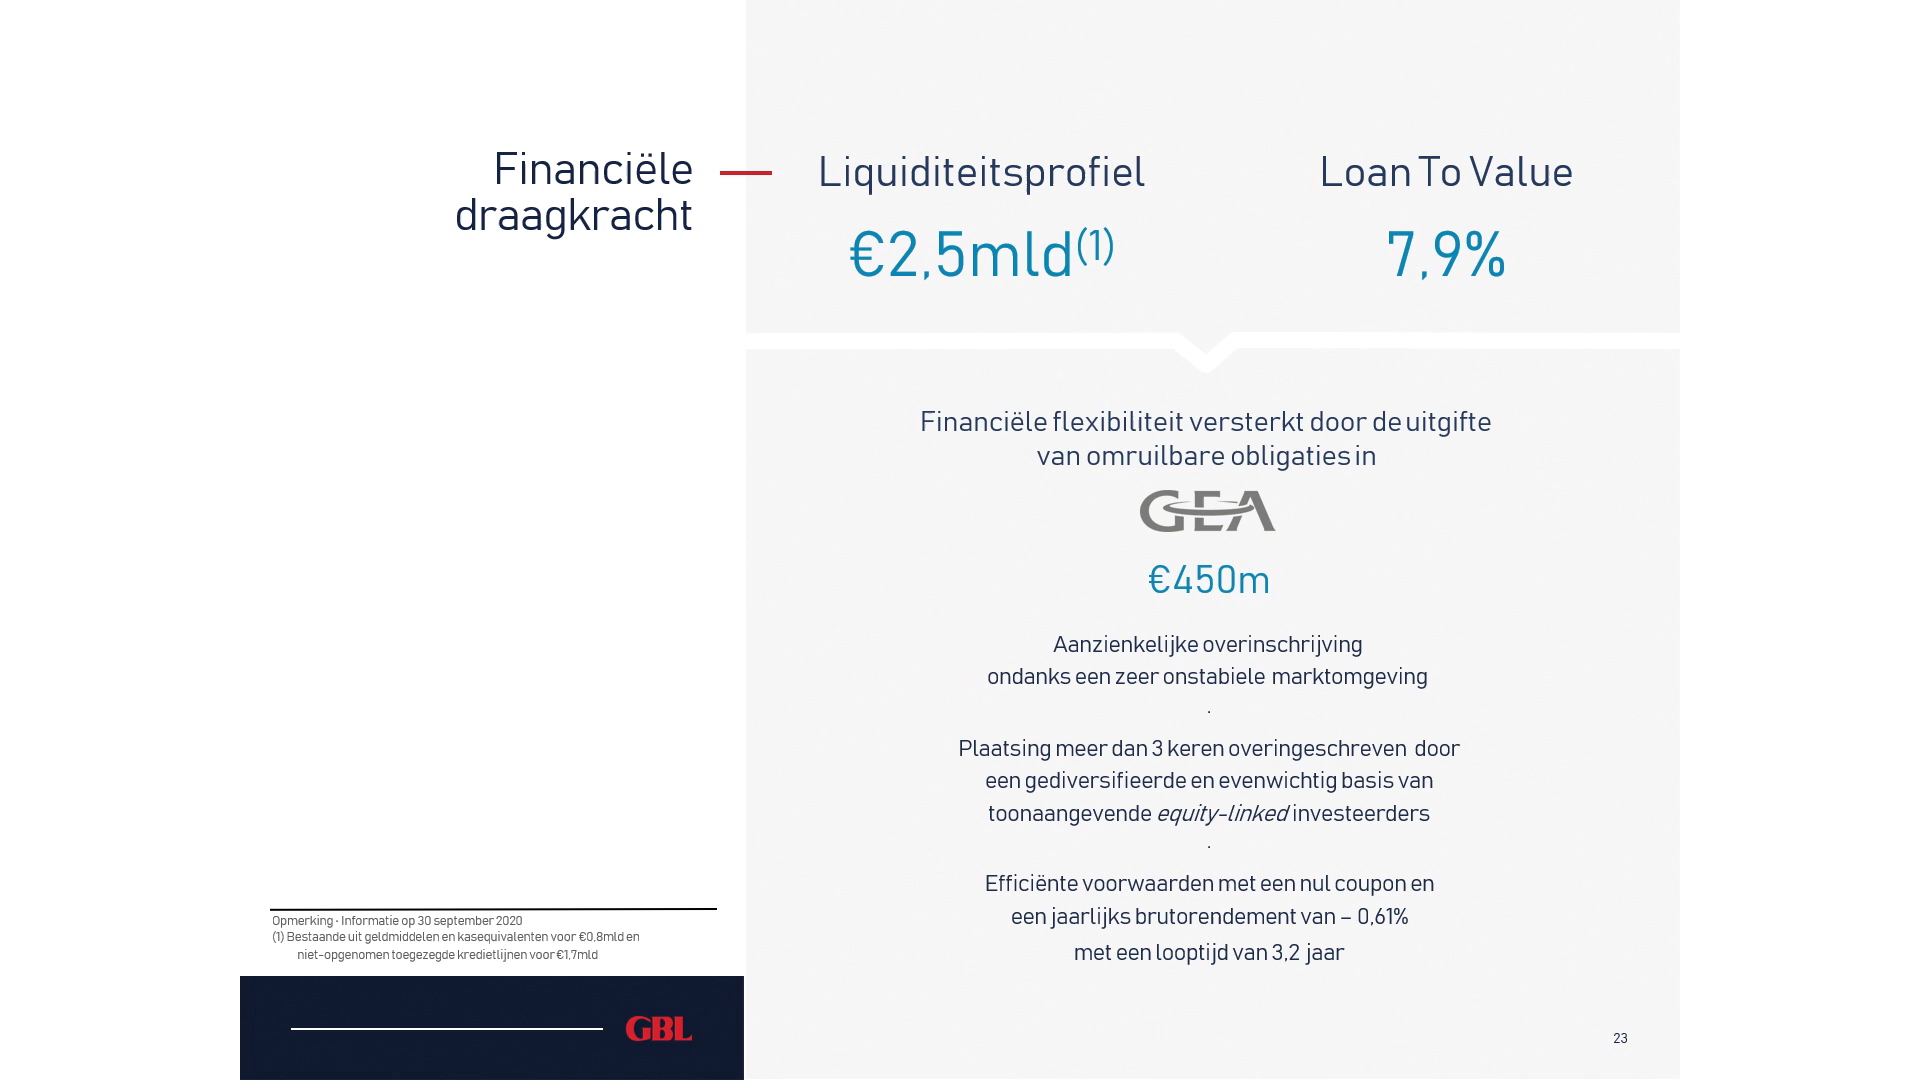 Financiële
draagkracht
Liquiditeitsprofiel
€2,5mld(1)
Loan To Value
7,9%
Financiële flexibiliteit versterkt door de uitgifte
van omruilbare obligaties in
GEA
€450m
Aanzienkelijke overinschrijving
ondanks een zeer onstabiele marktomgeving
.
Plaatsing meer dan 3 keren overingeschreven door
een gediversifieerde en evenwichtig basis van
toonaangevende equity-linked investeerders
.
Efficiënte voorwaarden met een nul coupon en
een jaarlijks brutorendement van – 0,61%
met een looptijd van 3,2 jaar
Opmerking · Informatie op 30 september 2020
(1) Bestaande uit geldmiddelen en kasequivalenten voor €0,8mld en
niet-opgenomen toegezegde kredietlijnen voor €1,7mld
GBL
23